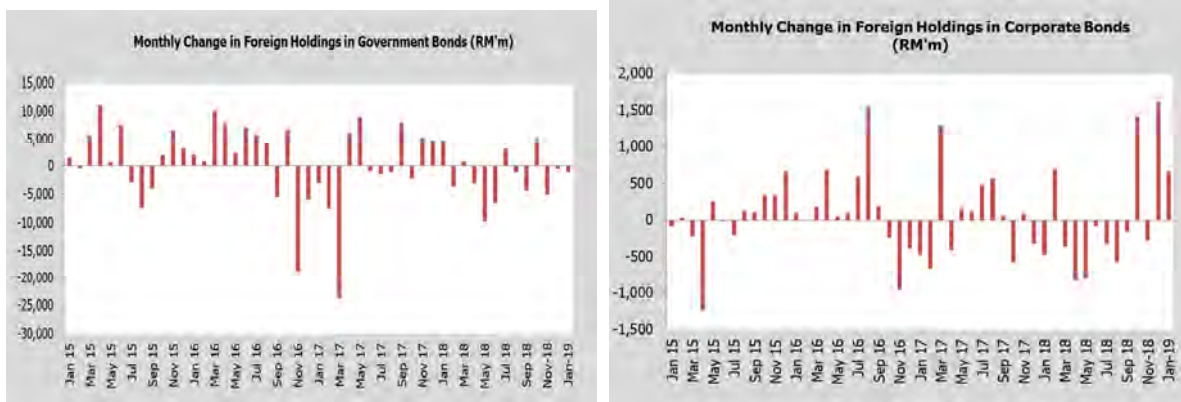 Monthly Change in Foreign Holdings in Government Bonds (RM'm)
15,000
10,000
5,000
0
-5,000
-10,000
-15,000
-20,000
-25,000
-30,000
Jan 15
Mar 15
May 15
Jul 15
Sep 15
Nov 15
Jan 16
Mar 16
May 16
Jul 16
Sep 16
Nov 16
Jan 17
Mar 17
May 17
Jul 17
Sep 17
Nov 17
Jan 18
Mar 18
May 18
Jul-18
Sep-18
Nov-18
Jan-19
Monthly Change in Foreign Holdings in Corporate Bonds
(RM'm)
2,000
1,500
1,000
500
0
-500
-1,000
-1,500
Jan 15
Mar 15
May 15
Jul 15
Sep 15
Nov 15
Jan 16
Mar 16
May 16
Jul 16
Sep 16
Nov 16
Jan 17
Mar 17
May 17
Jul 17
Sep 17
Nov 17
Jan 18
Mar 18
May 18
Jul 18
Sep 18
Nov-18
Jan-19